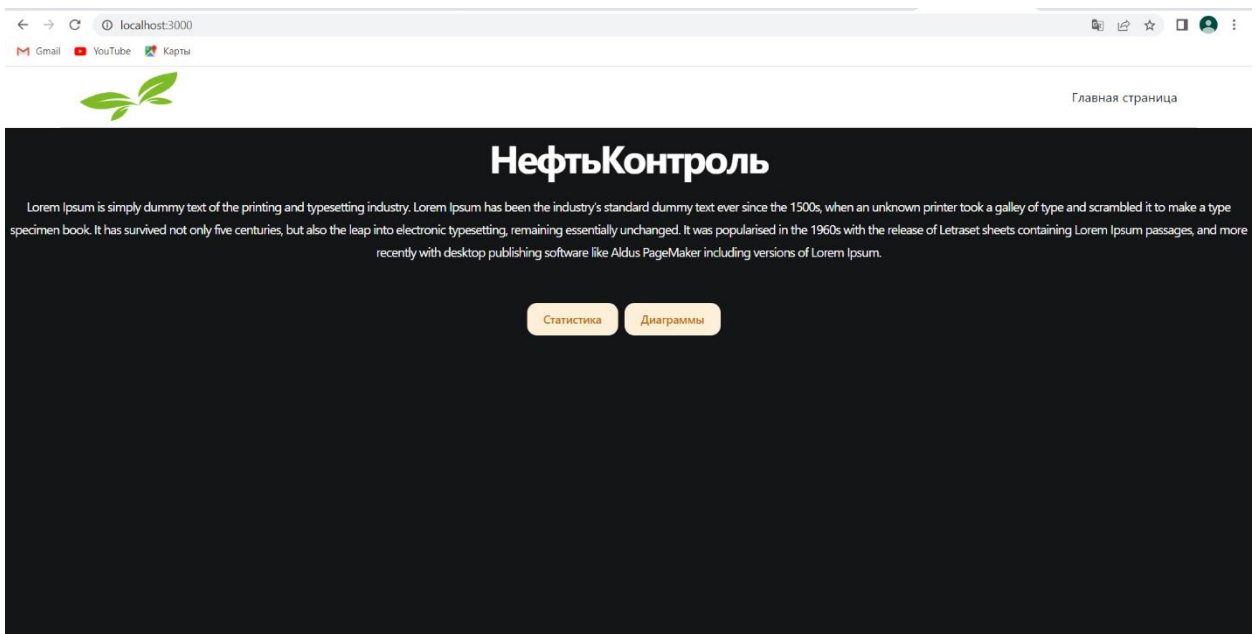 localhost:3000
Gmail YouTube Карты
Главная страница
НефтьКонтроль
Lorem Ipsum is simply dummy text of the printing and typesetting industry. Lorem Ipsum has been the industry's standard dummy text ever since the 1500s, when an unknown printer took a galley of type and scrambled it to make a type
specimen book. It has survived not only five centuries, but also the leap into electronic typesetting, remaining essentially unchanged. It was popularised in the 1960s with the release of Letraset sheets containing Lorem Ipsum passages, and more
recently with desktop publishing software like Aldus PageMaker including versions of Lorem Ipsum.
Статистика Диаграммы